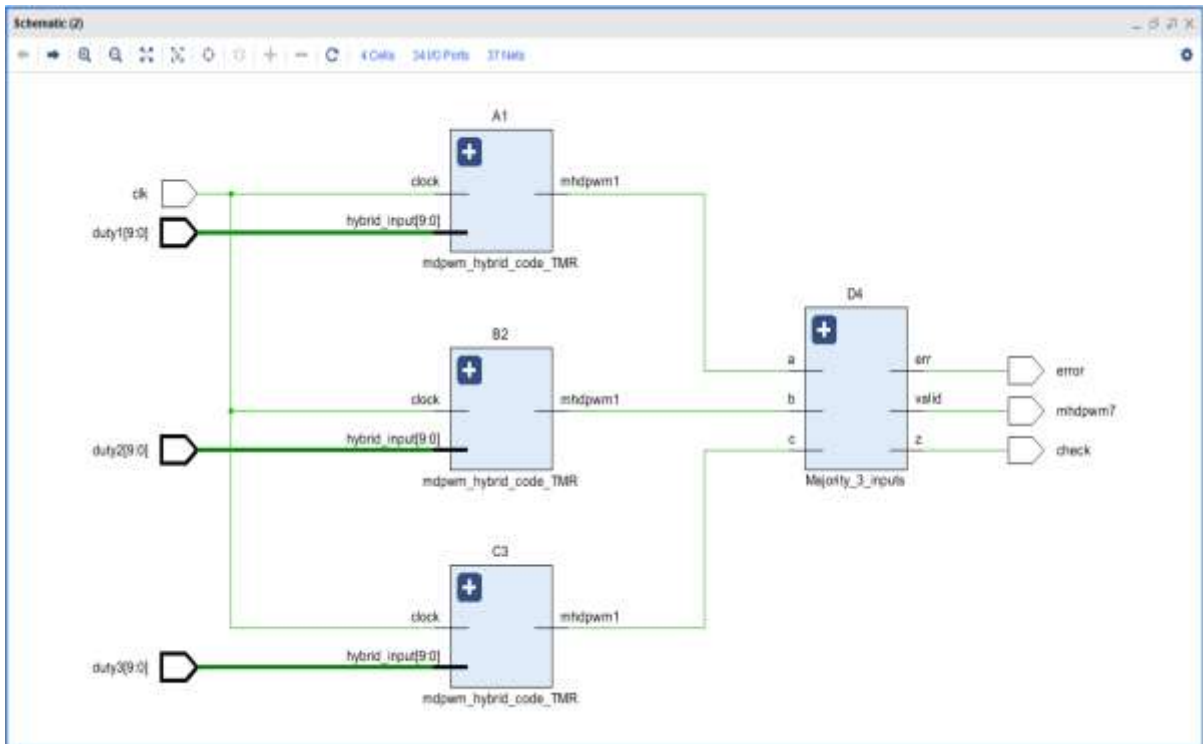 Schematic (2)
4 Cells 34 I/O Ports 37 Nets
A1
clk
clock
mhdpwm1
duty1[9:0]
hybrid_input[9:0]
mdpwm_hybrid_code_TMR
D4
B2
a
err
error
clock
mhdpwm1
b
valid
mhdpwm7
duty2[9:0]
hybrid_input[9:0]
c
z
check
mdpwm_hybrid_code_TMR
Majority_3_inputs
C3
clock
mhdpwm1
duty3[9:0]
hybrid_input[9:0]
mdpwm_hybrid_code_TMR